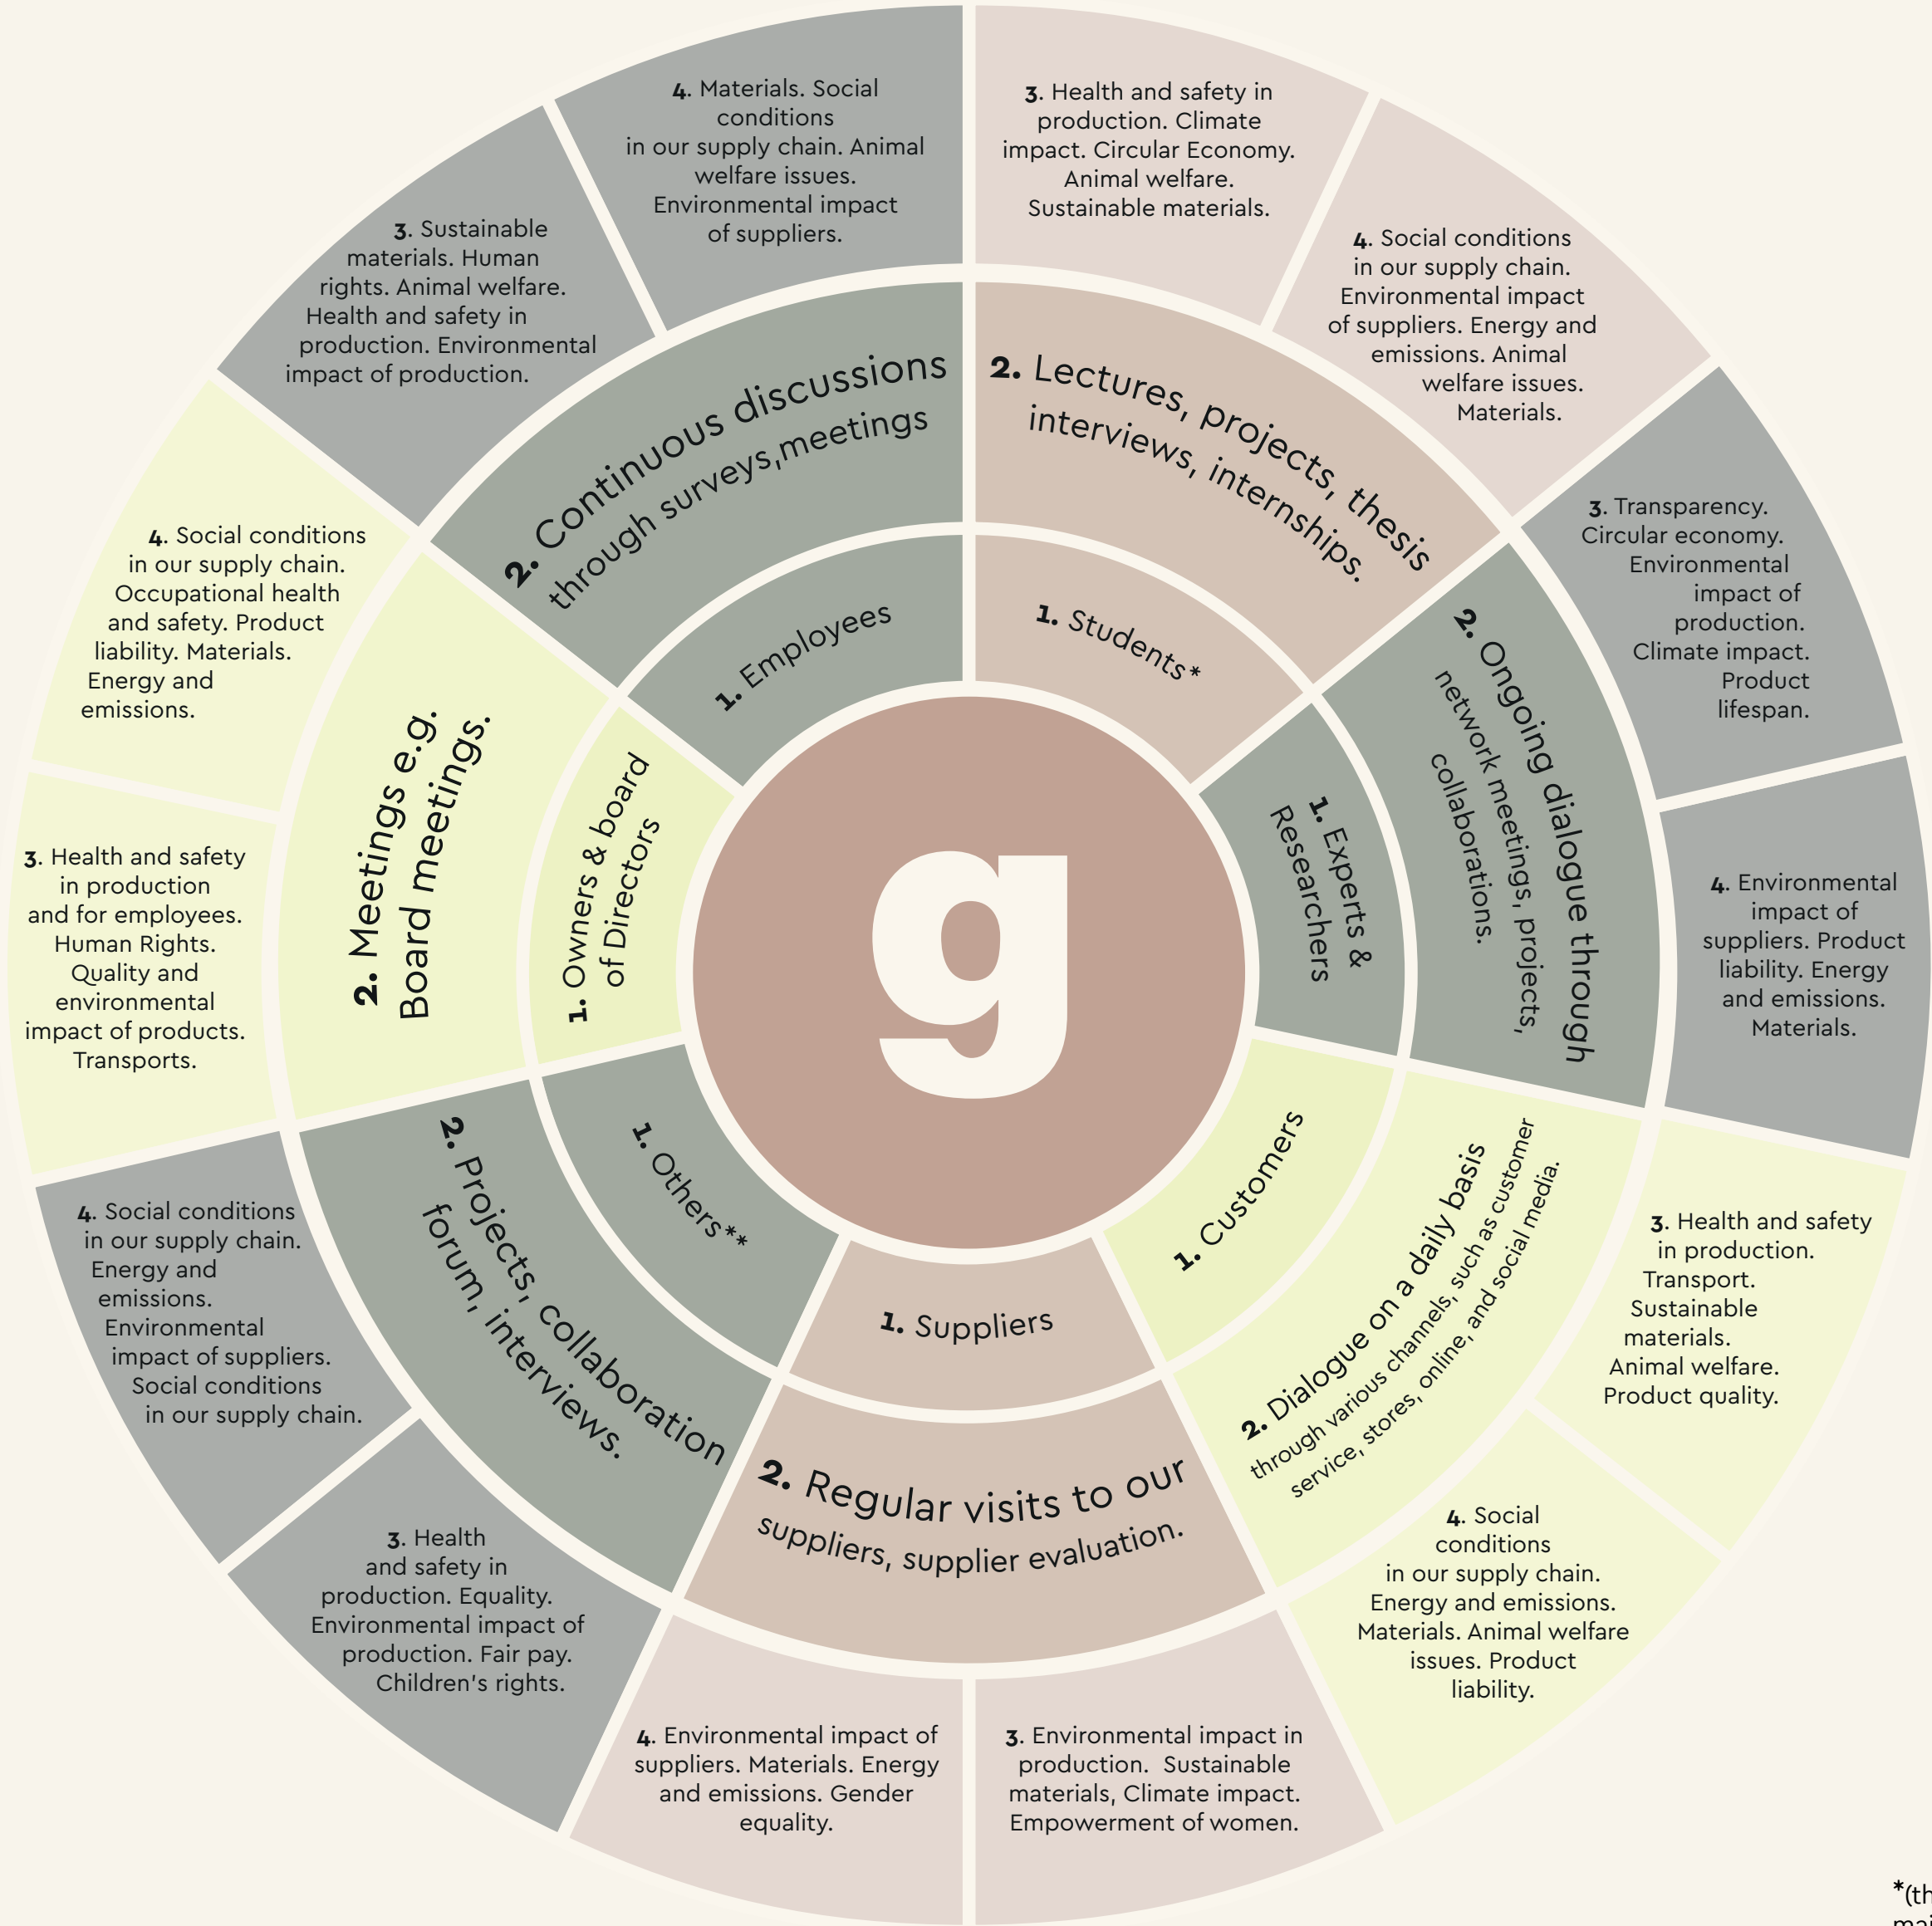 g
1. Students*
2. Lectures, projects, thesis
interviews, internships.
3. Health and safety in
production. Climate
impact. Circular Economy.
Animal welfare.
Sustainable materials.
4. Social conditions
in our supply chain.
Environmental impact
of suppliers. Energy and
emissions. Animal
welfare issues.
Materials.
1. Experts &
Researchers
2. Ongoing dialogue through
network meetings, projects,
collaborations.
3. Transparency.
Circular economy.
Environmental
impact of
production.
Climate impact.
Product
lifespan.
4. Environmental
impact of
suppliers. Product
liability. Energy
and emissions.
Materials.
1. Customers
2. Dialogue on a daily basis
through various channels, such as customer
service, stores, online, and social media.
3. Health and safety
in production.
Transport.
Sustainable
materials.
Animal welfare.
Product quality.
4. Social
conditions
in our supply chain.
Energy and emissions.
Materials. Animal welfare
issues. Product
liability.
1. Suppliers
2. Regular visits to our
suppliers, supplier evaluation.
3. Environmental impact in
production.  Sustainable
materials, Climate impact.
Empowerment of women.
4. Environmental impact of
suppliers. Materials. Energy
and emissions. Gender
equality.
1. Others**
2. Projects, collaboration
forum, interviews.
3. Health
and safety in
production. Equality.
Environmental impact of
production. Fair pay.
Children's rights.
4. Social conditions
in our supply chain.
Energy and
emissions.
Environmental
impact of suppliers.
Social conditions
in our supply chain.
1. Owners & board
of Directors
2. Meetings e.g.
Board meetings.
3. Health and safety
in production
and for employees.
Human Rights.
Quality and
environmental
impact of products.
Transports.
4. Social conditions
in our supply chain.
Occupational health
and safety. Product
liability. Materials.
Energy and
emissions.
1. Employees
2. Continuous discussions
through surveys,meetings
3. Sustainable
materials. Human
rights. Animal welfare.
Health and safety in
production. Environmental
impact of production.
4. Materials. Social
conditions
in our supply chain. Animal
welfare issues.
Environmental impact
of suppliers.